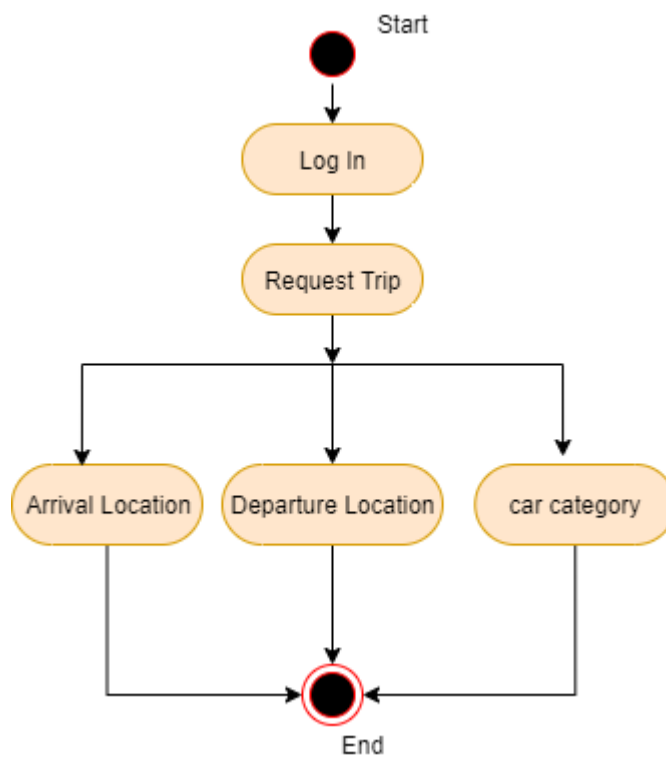 Start
Log In
Request Trip
Arrival Location
Departure Location
car category
End